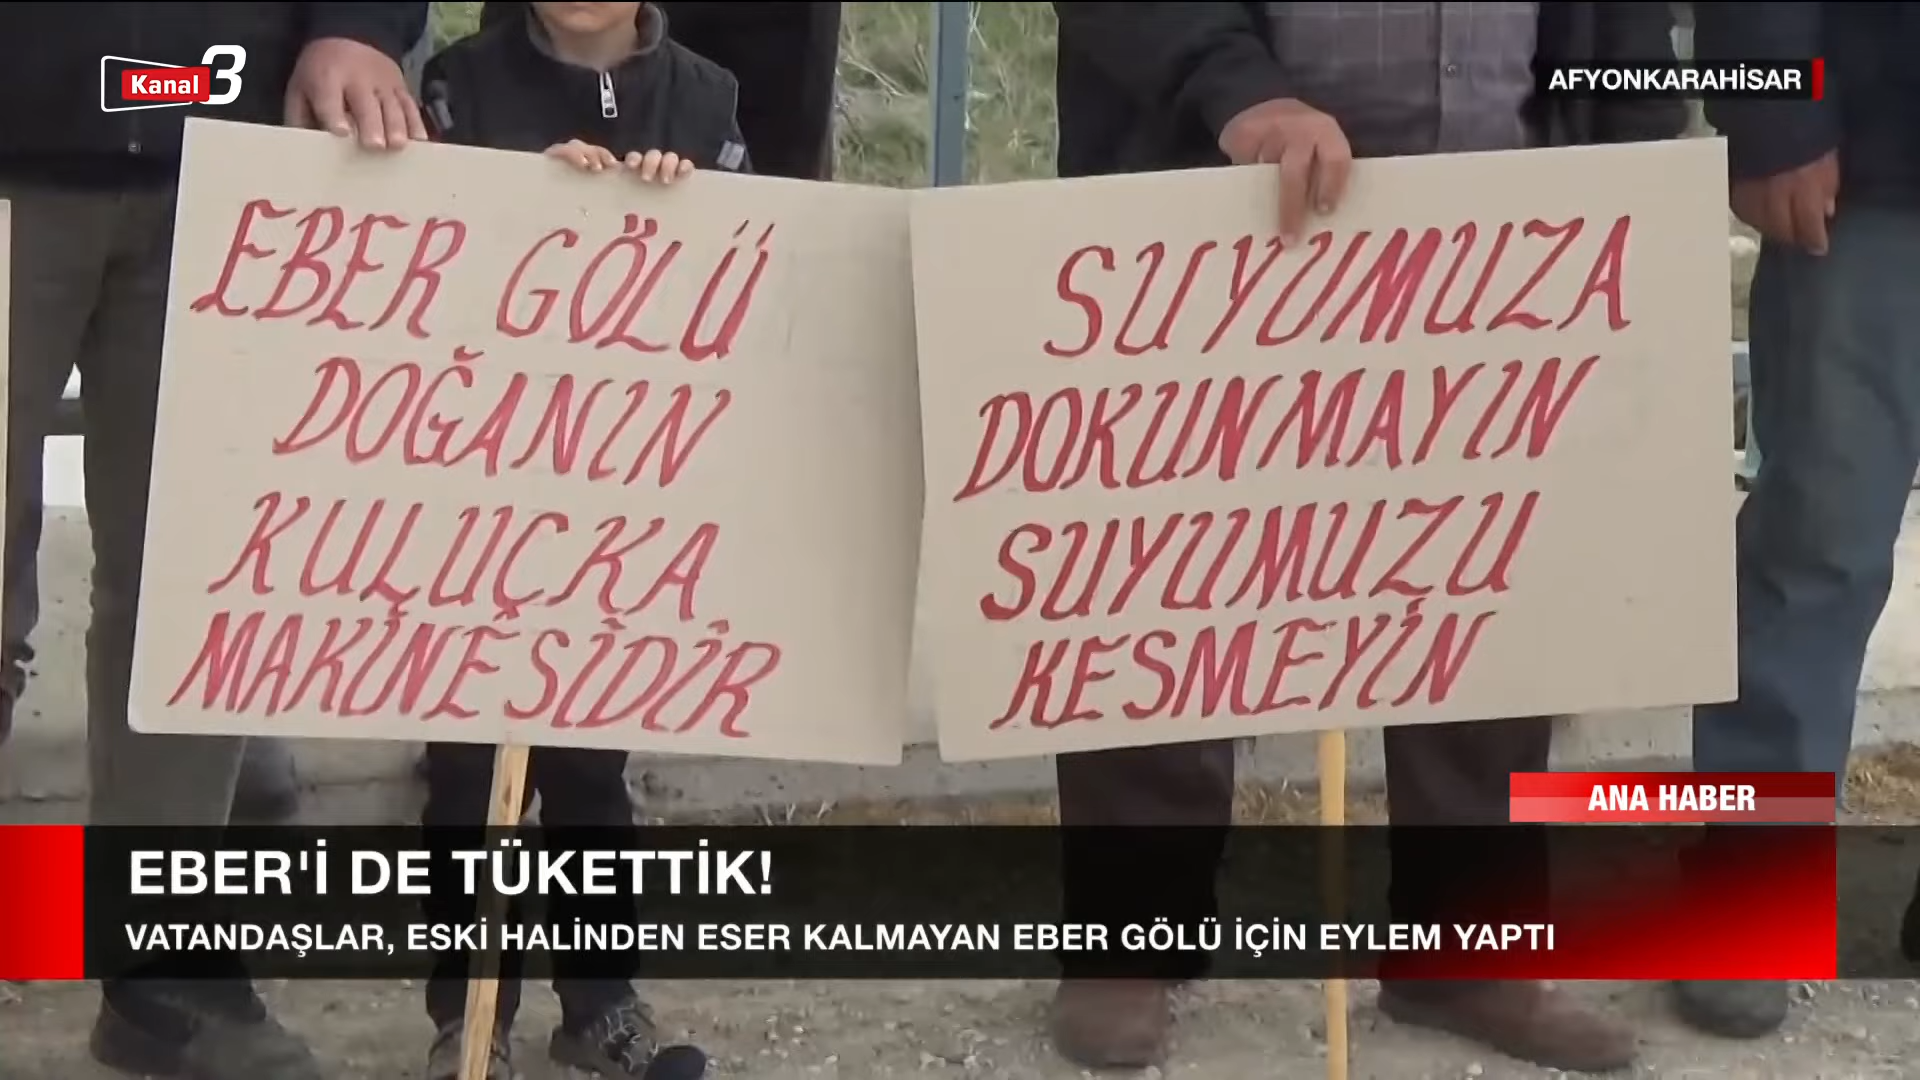 Kanal 3
AFYONKARAHİSAR
EBER GÖLÜ
DOĞANIN
KULUÇKA
MAKİNESİDİR
SUYUMUZA
DOKUNMAYIN
SUYUMUZU
KESMEYİN
ANA HABER
EBER'İ DE TÜKETTİK!
VATANDAŞLAR, ESKİ HALİNDEN ESER KALMAYAN EBER GÖLÜ İÇİN EYLEM YAPTI